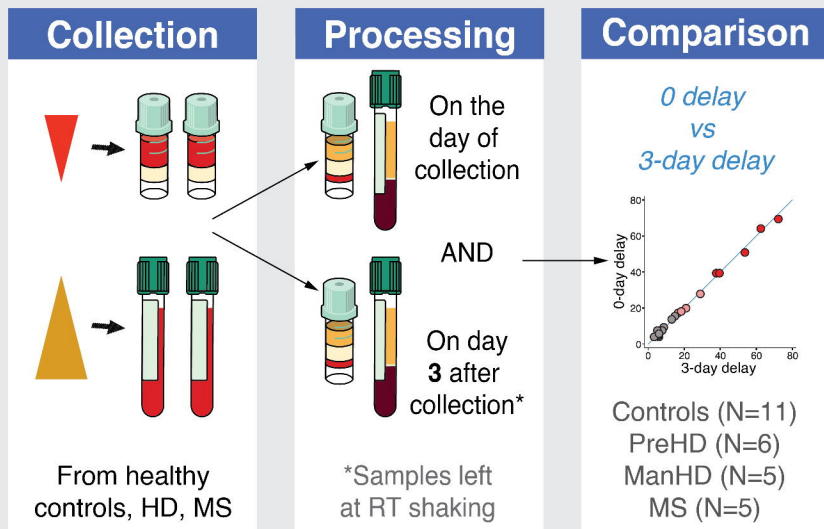 Collection
From healthy
controls, HD, MS
Processing
On the
day of
collection
AND
On day
3 after
collection*
*Samples left
at RT shaking
Comparison
0 delay
vs
3-day delay
80
60
40
20
0
0-day delay
0 20 40 60 80
3-day delay
Controls (N=11)
PreHD (N=6)
ManHD (N=5)
MS (N=5)